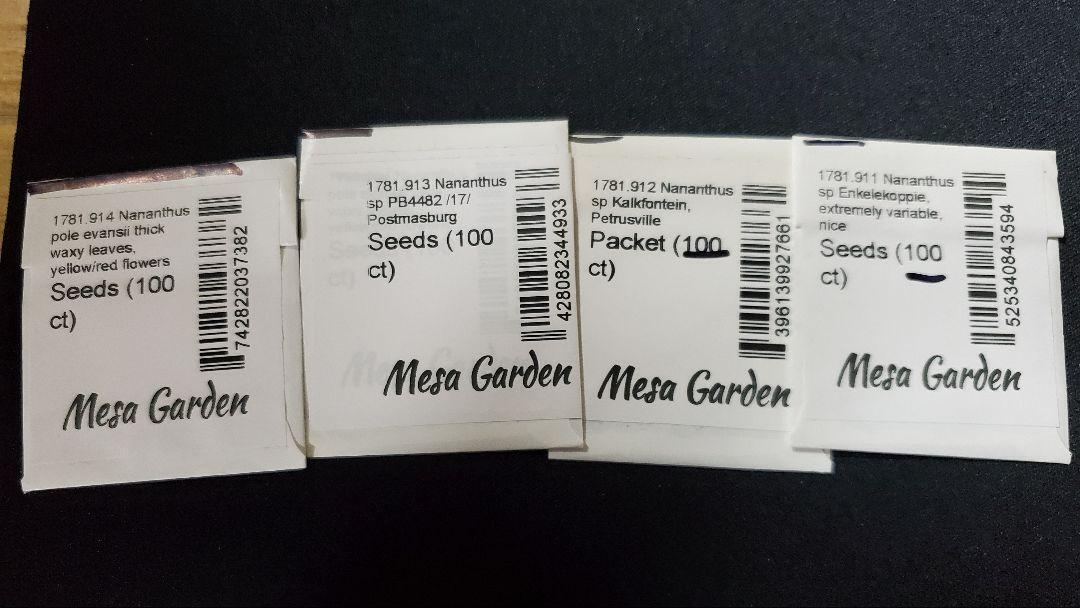 1781.914 Nananthus
pole evansii thick
waxy leaves,
yellow/red flowers
Seeds (100
ct)
742822037382
Mesa Garden
1781.913 Nananthus
sp PB4482 /17/
Postmasburg
Seeds (100
ct)
428082344933
Mesa Garden
1781.912 Nananthus
sp Kalkfontein,
Petrusville
Packet (100
ct)
396139927661
Mesa Garden
1781.911 Nananthus
sp Enkelekoppie,
extremely variable,
nice
Seeds (100
ct)
525340843594
Mesa Garden